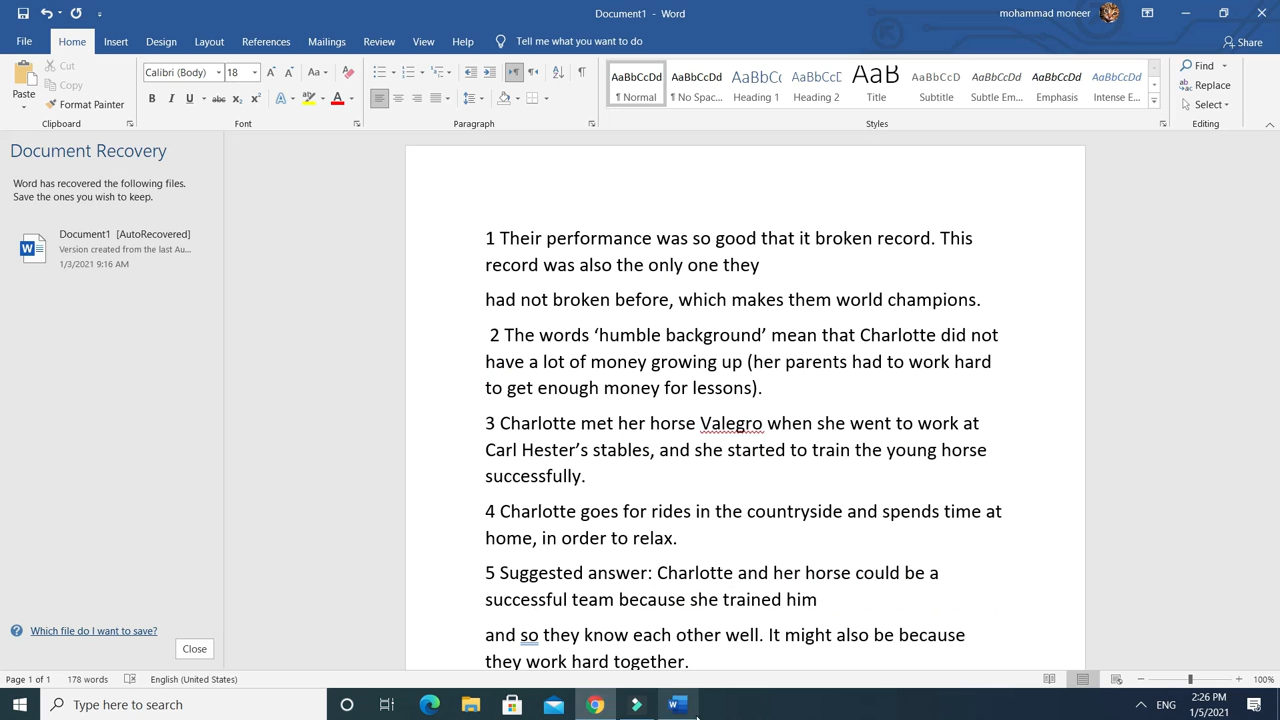 Document1 - Word
mohammad moneer
File Home Insert Design Layout References Mailings Review View Help Tell me what you want to do Share
Paste Cut Copy Format Painter
Calibri (Body) 18
AaBbCcDd AaBbCcDd AaBbCc AaBbCcC AaB AaBbCcD AaBbCcDd AaBbCcDd AaBbCcDd
¶ Normal ¶ No Spac... Heading 1 Heading 2 Title Subtitle Subtle Em... Emphasis Intense E...
Find
Replace
Select
Clipboard Font Paragraph Styles Editing
Document Recovery
Word has recovered the following files.
Save the ones you wish to keep.
Document1 [AutoRecovered]
Version created from the last Au...
1/3/2021 9:16 AM
Which file do I want to save?
Close
1 Their performance was so good that it broken record. This
record was also the only one they
had not broken before, which makes them world champions.
2 The words ‘humble background’ mean that Charlotte did not
have a lot of money growing up (her parents had to work hard
to get enough money for lessons).
3 Charlotte met her horse Valegro when she went to work at
Carl Hester’s stables, and she started to train the young horse
successfully.
4 Charlotte goes for rides in the countryside and spends time at
home, in order to relax.
5 Suggested answer: Charlotte and her horse could be a
successful team because she trained him
and so they know each other well. It might also be because
they work hard together.
Page 1 of 1 178 words English (United States) 100%
Type here to search
ENG
2:26 PM
1/5/2021